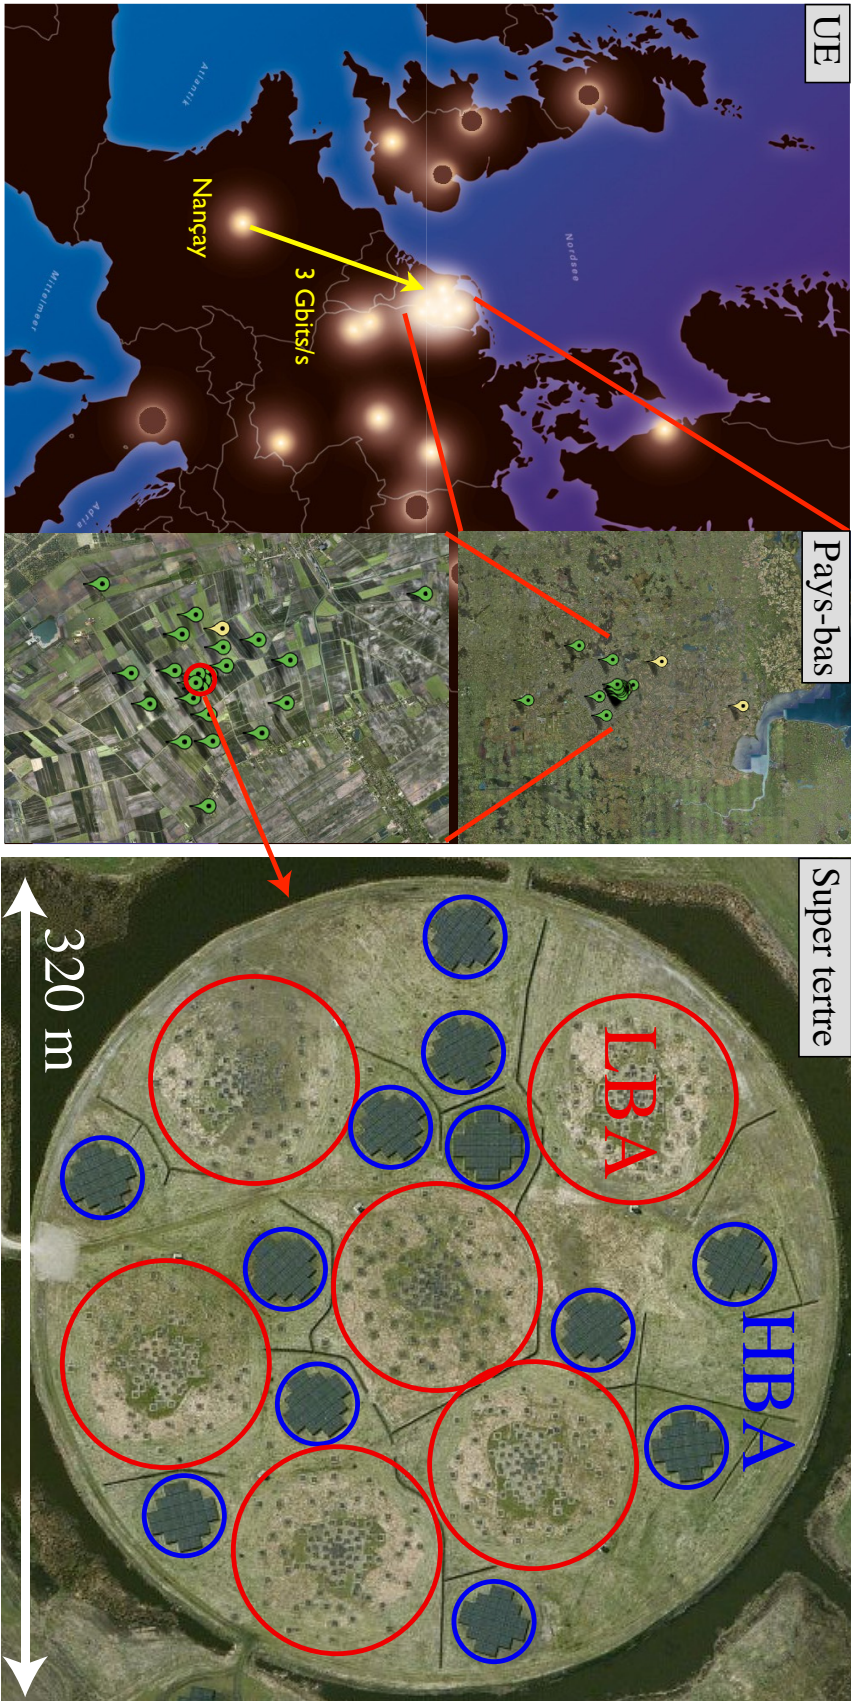 UE
Atlantik
Nordsee
Nançay
3 Gbits/s
Mittelmeer
Adria
Pays-bas
Super tertre
LBA
HBA
320 m